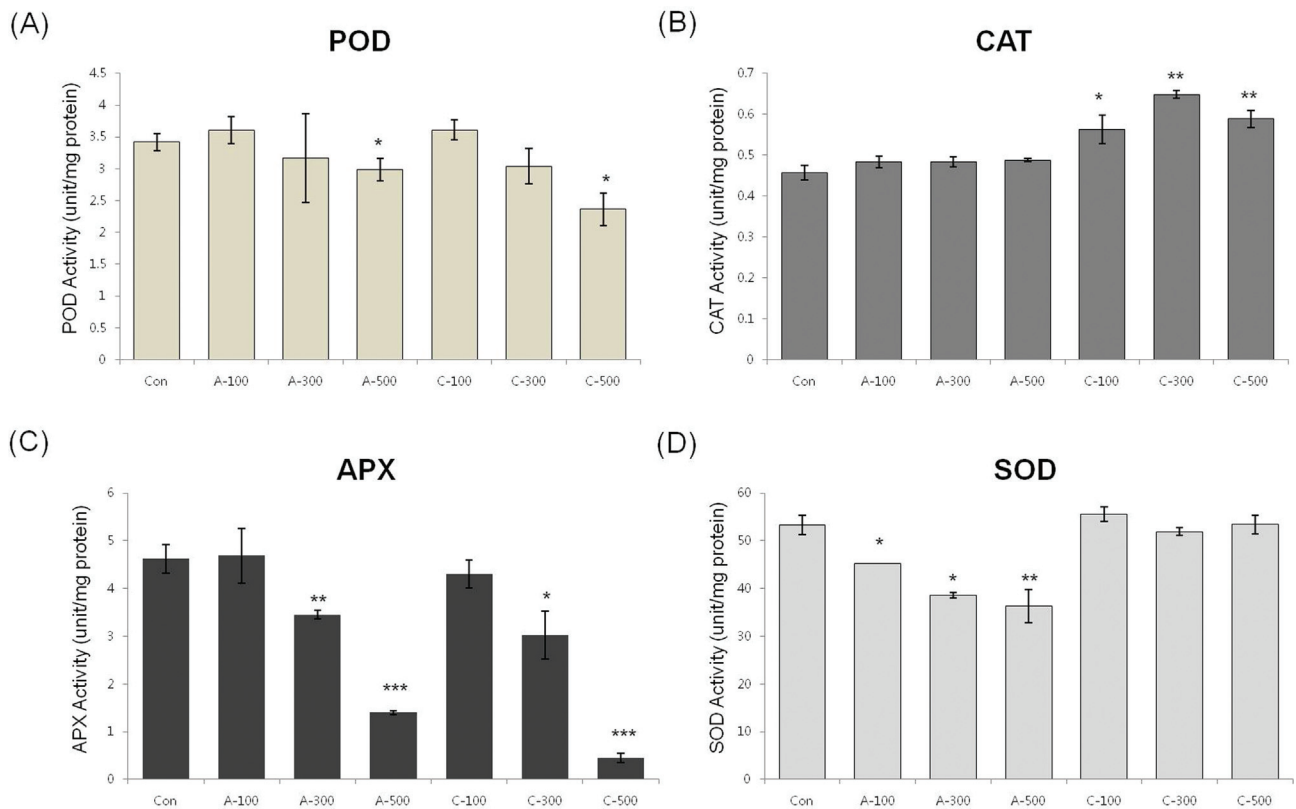 (A)
POD
POD Activity (unit/mg protein)
4.5
4
3.5
3
2.5
2
1.5
1
0.5
0
*
*
Con A-100 A-300 A-500 C-100 C-300 C-500
(B)
CAT
CAT Activity (unit/mg protein)
0.7
0.6
0.5
0.4
0.3
0.2
0.1
0
*
**
**
Con A-100 A-300 A-500 C-100 C-300 C-500
(C)
APX
APX Activity (unit/mg protein)
6
5
4
3
2
1
0
**
***
*
***
Con A-100 A-300 A-500 C-100 C-300 C-500
(D)
SOD
SOD Activity (unit/mg protein)
60
50
40
30
20
10
0
*
*
**
Con A-100 A-300 A-500 C-100 C-300 C-500